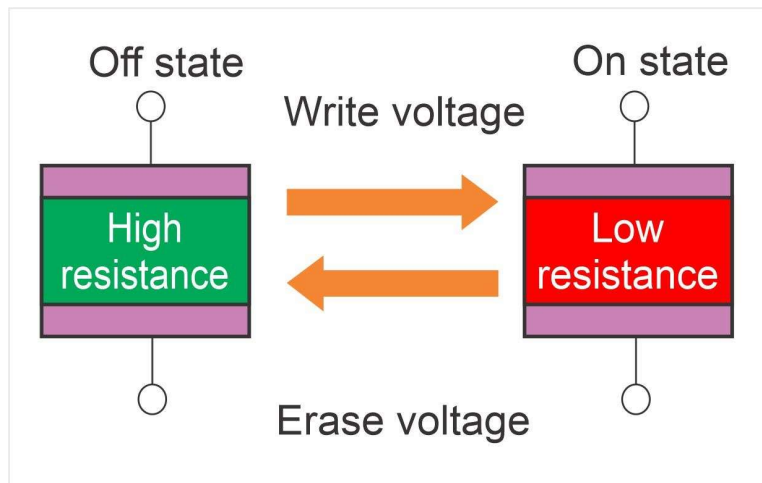 Off state
On state
Write voltage
High
resistance
Low
resistance
Erase voltage